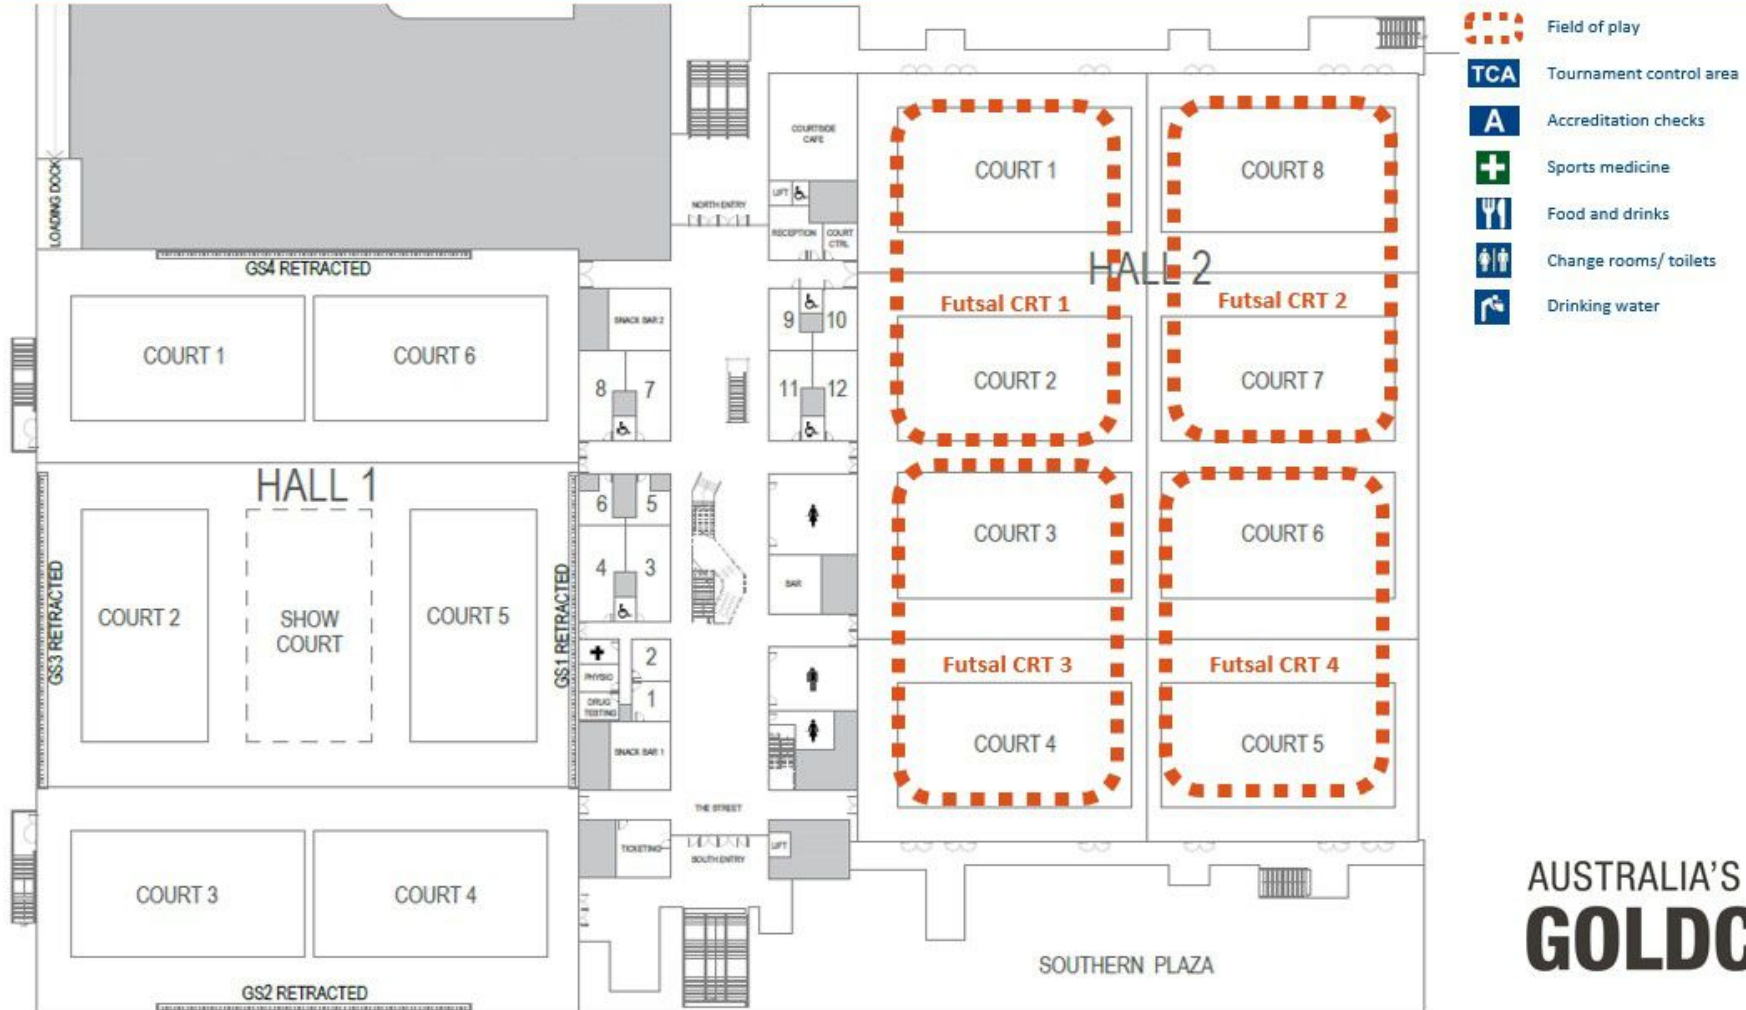 Field of play
TCA Tournament control area
A Accreditation checks
Sports medicine
Food and drinks
Change rooms/ toilets
Drinking water
LOADING DOCK
GS4 RETRACTED
COURT 1
COURT 6
HALL 1
GS3 RETRACTED
COURT 2
SHOW
COURT
COURT 5
GS1 RETRACTED
COURT 3
COURT 4
GS2 RETRACTED
COURTSIDE
CAFE
LIFT
NORTH ENTRY
RECEPTION
COURT
CTRL
SNACK BAR 2
9
10
8
7
11
12
6
5
4
3
BAR
PHYSIO
2
DRUG
TESTING
1
SNACK BAR 1
THE STREET
TICKETING
SOUTH ENTRY
LIFT
COURT 1
COURT 8
HALL 2
Futsal CRT 1
Futsal CRT 2
COURT 2
COURT 7
COURT 3
COURT 6
Futsal CRT 3
Futsal CRT 4
COURT 4
COURT 5
SOUTHERN PLAZA
AUSTRALIA'S
GOLDC